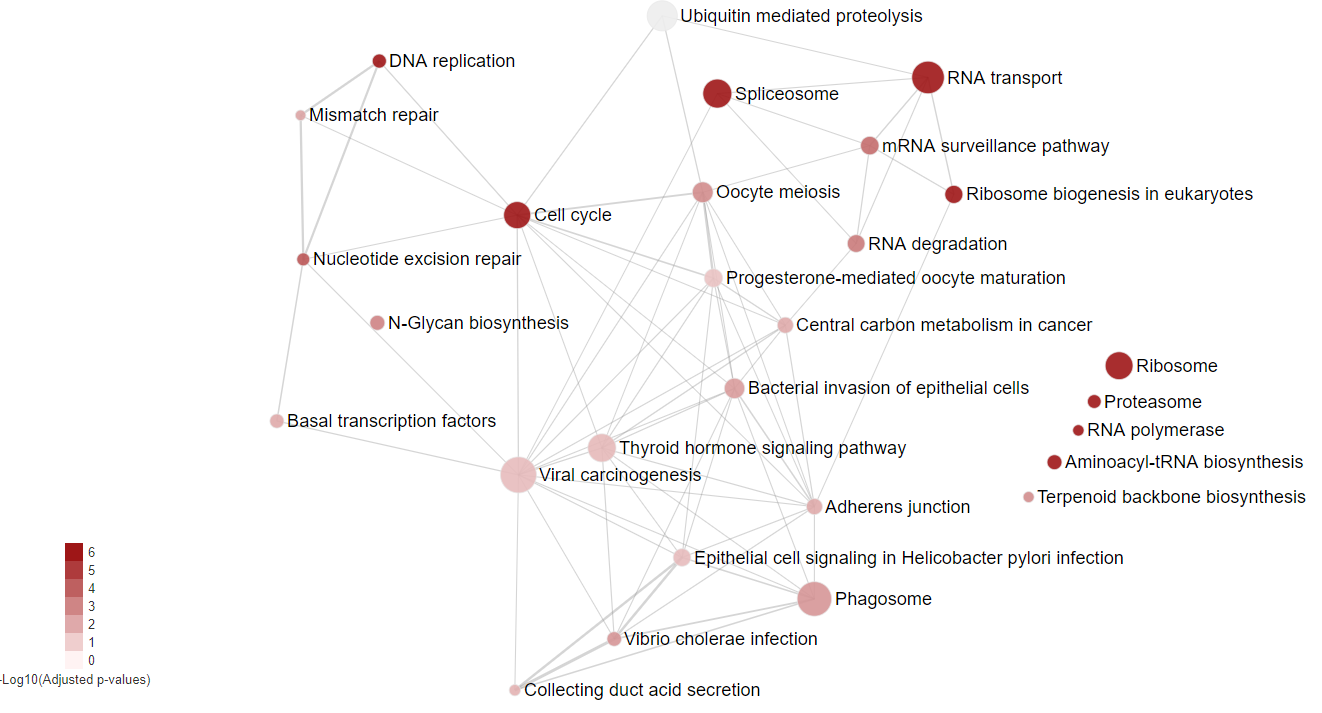 Ubiquitin mediated proteolysis
DNA replication
RNA transport
Spliceosome
Mismatch repair
mRNA surveillance pathway
Oocyte meiosis
Ribosome biogenesis in eukaryotes
Cell cycle
RNA degradation
Nucleotide excision repair
Progesterone-mediated oocyte maturation
N-Glycan biosynthesis
Central carbon metabolism in cancer
Ribosome
Bacterial invasion of epithelial cells
Proteasome
Basal transcription factors
RNA polymerase
Thyroid hormone signaling pathway
Aminoacyl-tRNA biosynthesis
Viral carcinogenesis
Terpenoid backbone biosynthesis
Adherens junction
Epithelial cell signaling in Helicobacter pylori infection
Phagosome
Vibrio cholerae infection
Collecting duct acid secretion
6
5
4
3
2
1
0
-Log10(Adjusted p-values)